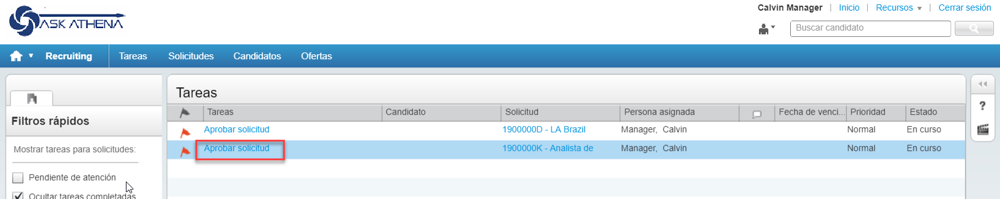 ASK ATHENA
Calvin Manager | Inicio | Recursos | Cerrar sesión
Buscar candidato
Recruiting Tareas Solicitudes Candidatos Ofertas
Filtros rápidos
Mostrar tareas para solicitudes:
Pendiente de atención
Ocultar tareas completadas
Tareas
Tareas Candidato Solicitud Persona asignada Fecha de venci... Prioridad Estado
Aprobar solicitud 1900000D - LA Brazil Manager, Calvin Normal En curso
Aprobar solicitud 1900000K - Analista de Manager, Calvin Normal En curso
?